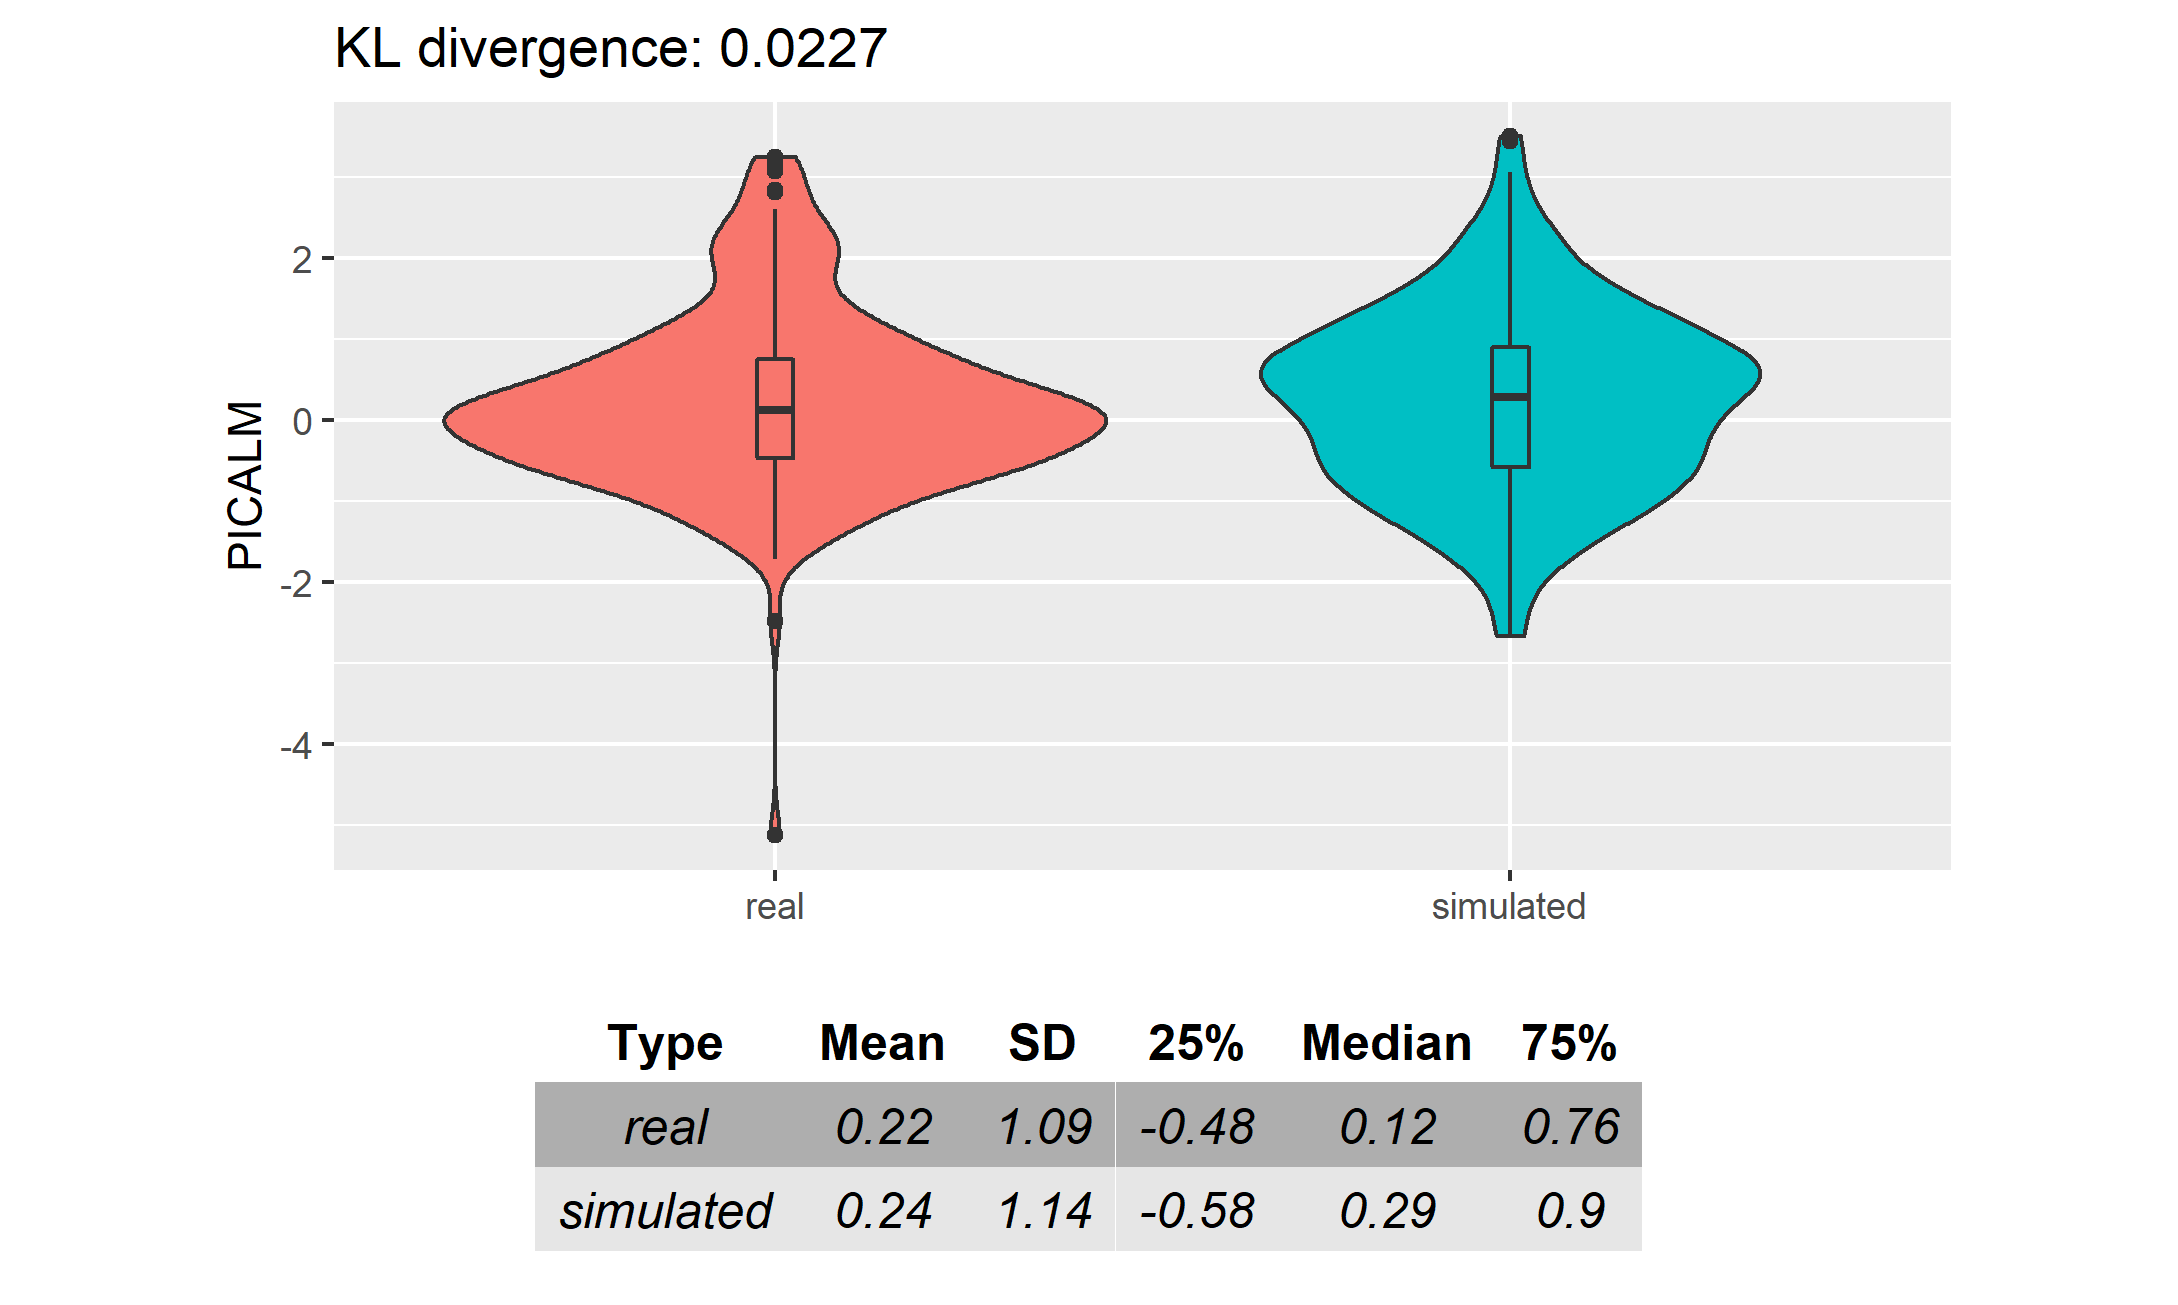 KL divergence: 0.0227
PICALM
2
0
-2
-4
real simulated
Type Mean SD 25% Median 75%
real 0.22 1.09 -0.48 0.12 0.76
simulated 0.24 1.14 -0.58 0.29 0.9